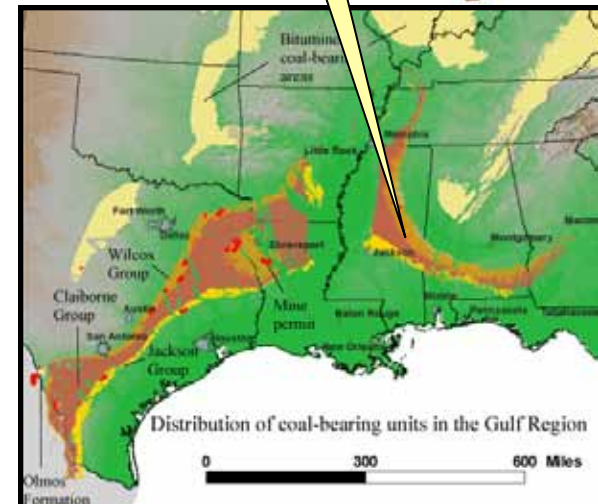 Bituminous
coal-bearing
areas
Memphis
Little Rock
Fort Worth
Dallas
Shreveport
Jackson
Montgomery
Macon
Wilcox
Group
Claiborne
Group
Mine
permit
Austin
San Antonio
Houston
Jackson
Group
Baton Rouge
New Orleans
Mobile
Pensacola
Tallahassee
Distribution of coal-bearing units in the Gulf Region
0 300 600 Miles
Olmos
Formation